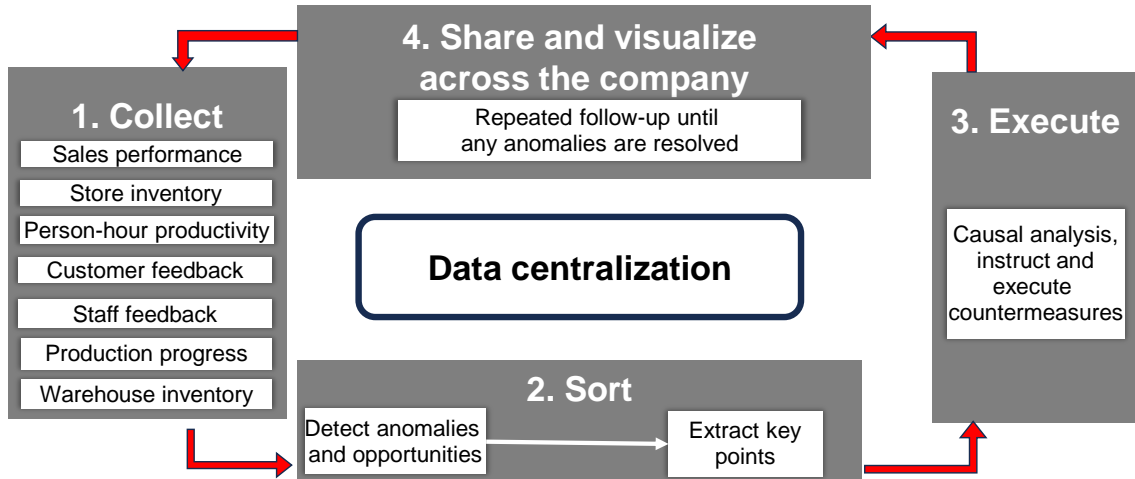 1. Collect
Sales performance
Store inventory
Person-hour productivity
Customer feedback
Staff feedback
Production progress
Warehouse inventory
2. Sort
Detect anomalies
and opportunities
Extract key
points
3. Execute
Causal analysis,
instruct and
execute
countermeasures
4. Share and visualize
across the company
Repeated follow-up until
any anomalies are resolved
Data centralization